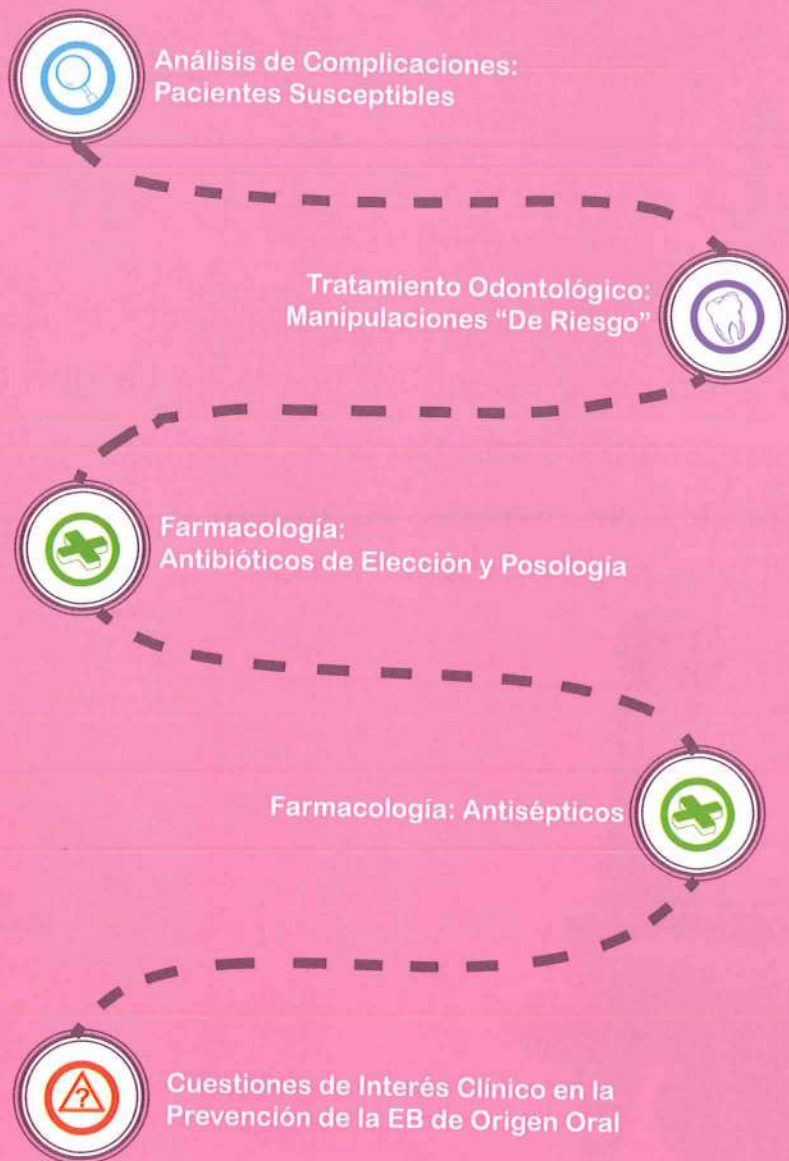 Análisis de Complicaciones:
Pacientes Susceptibles
Tratamiento Odontológico:
Manipulaciones “De Riesgo”
Farmacología:
Antibióticos de Elección y Posología
Farmacología: Antisépticos
?
Cuestiones de Interés Clínico en la
Prevención de la EB de Origen Oral